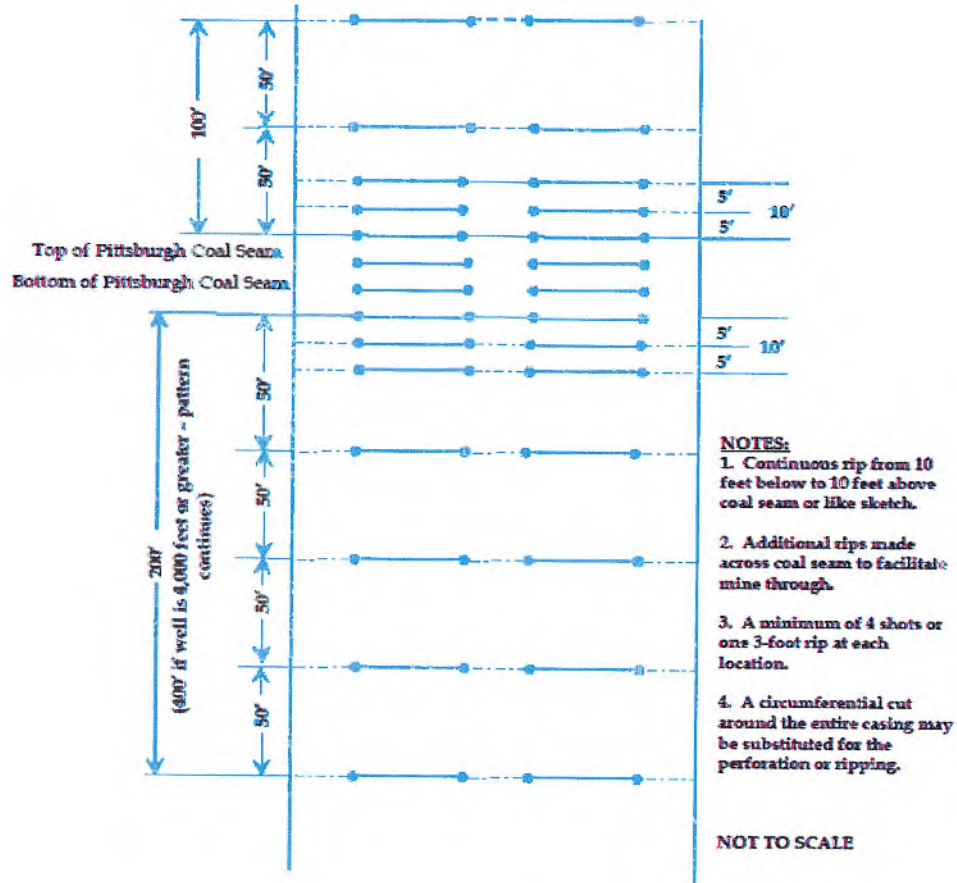 100'
50'
50'
5'
10'
5'
Top of Pittsburgh Coal Seam
Bottom of Pittsburgh Coal Seam
5'
10'
5'
200'
(400' if well is 4,000 feet or greater - pattern
continues)
50'
50'
50'
50'
NOTES:
1. Continuous rip from 10
feet below to 10 feet above
coal seam or like sketch.
2. Additional rips made
across coal seam to facilitate
mine through.
3. A minimum of 4 shots or
one 3-foot rip at each
location.
4. A circumferential cut
around the entire casing may
be substituted for the
perforation or ripping.
NOT TO SCALE